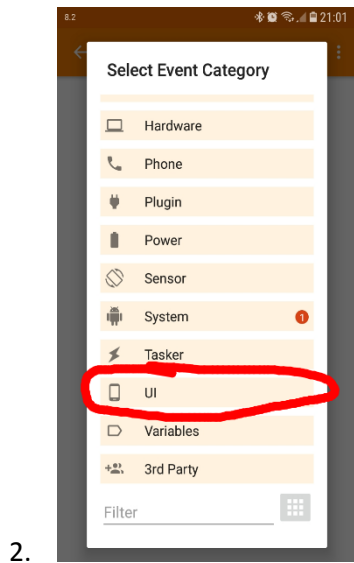 8.2 21:01
Select Event Category
Hardware
Phone
Plugin
Power
Sensor
System 1
Tasker
UI
Variables
3rd Party
Filter
2.